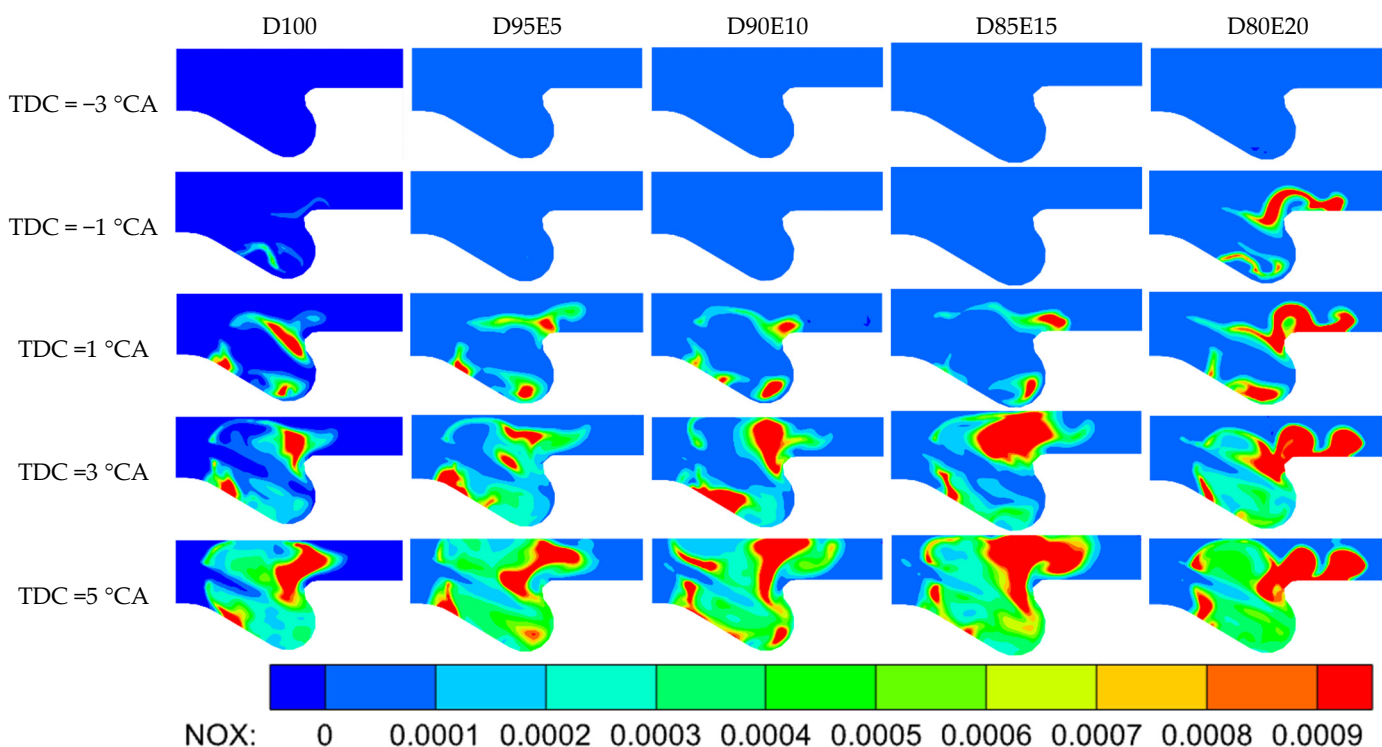 D100 D95E5 D90E10 D85E15 D80E20
TDC = −3 °CA
TDC = −1 °CA
TDC =1 °CA
TDC =3 °CA
TDC =5 °CA
NOX: 0 0.0001 0.0002 0.0003 0.0004 0.0005 0.0006 0.0007 0.0008 0.0009